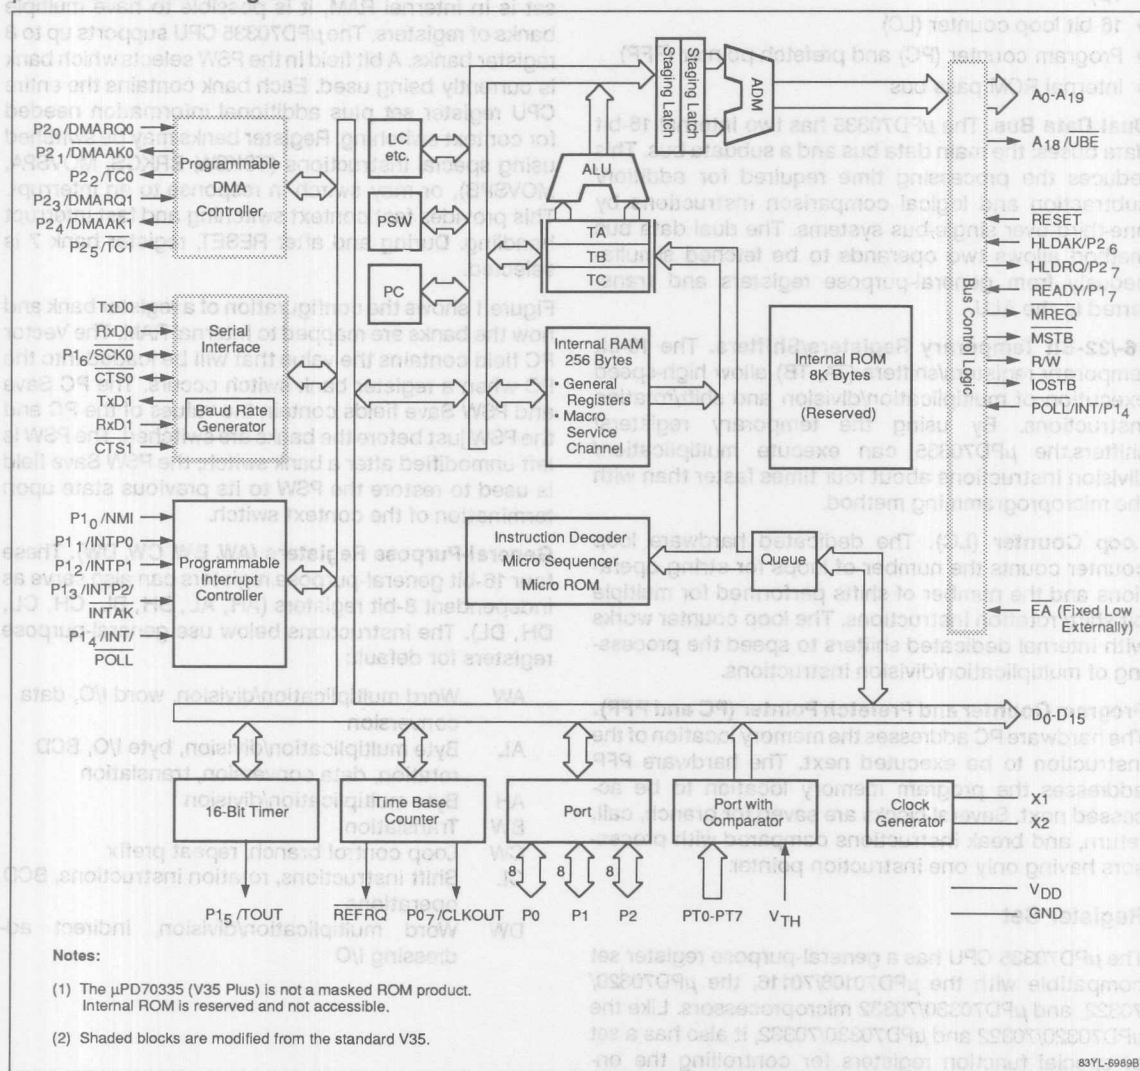 P20/DMARQ0
P21/DMAAK0
P22/TC0
P23/DMARQ1
P24/DMAAK1
P25/TC1
Programmable
DMA
Controller
LC
etc.
PSW
PC
Staging Latch
Staging Latch
ADM
ALU
TA
TB
TC
A0-A19
A18/UBE
RESET
HLDAK/P26
HLDRQ/P27
READY/P17
MREQ
MSTB
R/W
IOSTB
POLL/INT/P14
EA (Fixed Low
Externally)
Bus Control Logic
TxD0
RxD0
P16/SCK0
CTS0
TxD1
RxD1
CTS1
Serial
Interface
Baud Rate
Generator
Internal RAM
256 Bytes
• General
Registers
• Macro
Service
Channel
Internal ROM
8K Bytes
(Reserved)
P10/NMI
P11/INTP0
P12/INTP1
P13/INTP2/
INTAK
P14/INT/
POLL
Programmable
Interrupt
Controller
Instruction Decoder
Micro Sequencer
Micro ROM
Queue
D0-D15
16-Bit Timer
Time Base
Counter
Port
Port with
Comparator
Clock
Generator
X1
X2
8 8 8
VDD
GND
P15/TOUT
REFRQ
P07/CLKOUT
P0
P1
P2
PT0-PT7
VTH
Notes:
(1) The µPD70335 (V35 Plus) is not a masked ROM product.
Internal ROM is reserved and not accessible.
(2) Shaded blocks are modified from the standard V35.
83YL-6989B